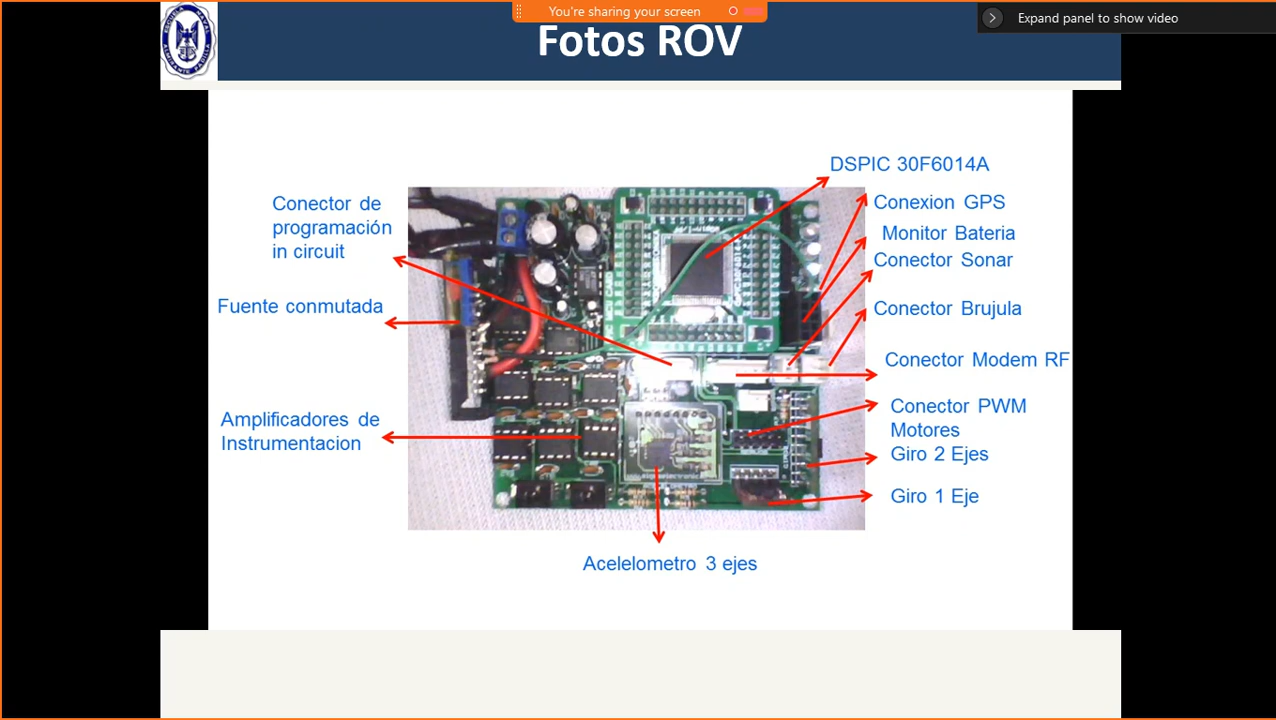 You're sharing your screen
Expand panel to show video
Fotos ROV
DSPIC 30F6014A
Conector de
programación
in circuit
Conexion GPS
Monitor Bateria
Conector Sonar
Fuente conmutada
Conector Brujula
Conector Modem RF
Amplificadores de
Instrumentacion
Conector PWM
Motores
Giro 2 Ejes
Giro 1 Eje
Acelelometro 3 ejes